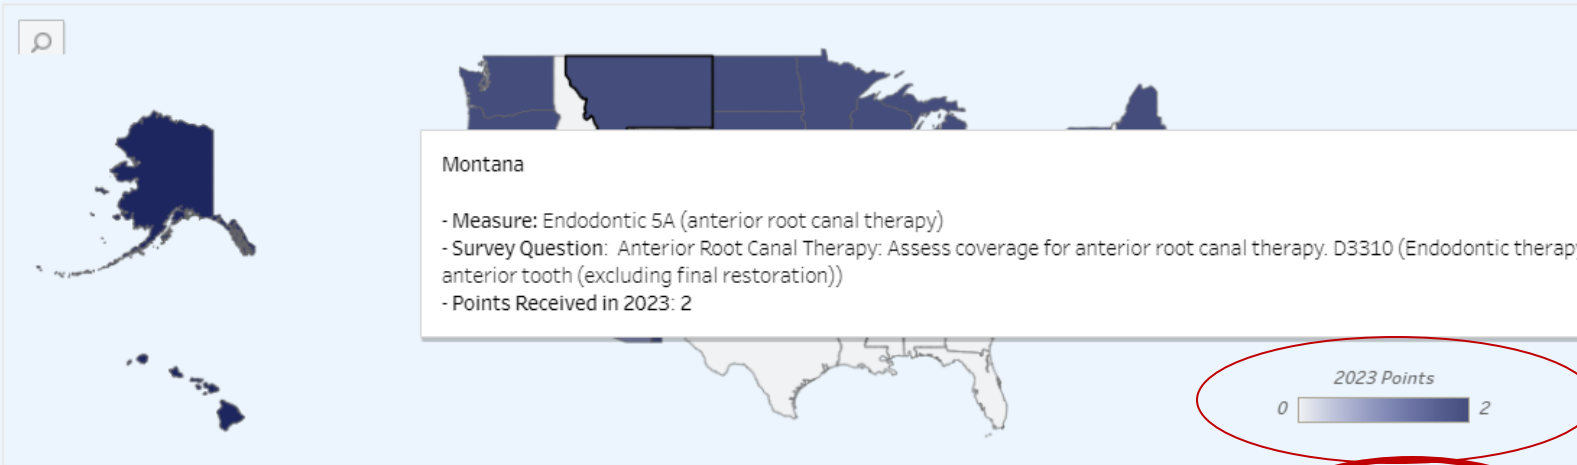 Montana
- Measure: Endodontic 5A (anterior root canal therapy)
- Survey Question:  Anterior Root Canal Therapy: Assess coverage for anterior root canal therapy. D3310 (Endodontic therapy
anterior tooth (excluding final restoration))
- Points Received in 2023: 2
2023 Points
0 2